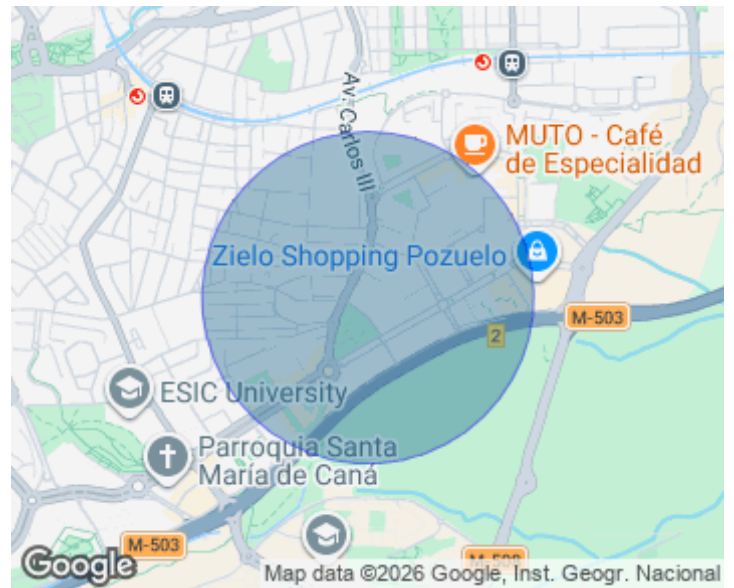 Av. Carlos III
MUTO - Café
de Especialidad
Zielo Shopping Pozuelo
M-503
2
ESIC University
Parroquia Santa
María de Caná
M-503
Google
Map data ©2026 Google, Inst. Geogr. Nacional